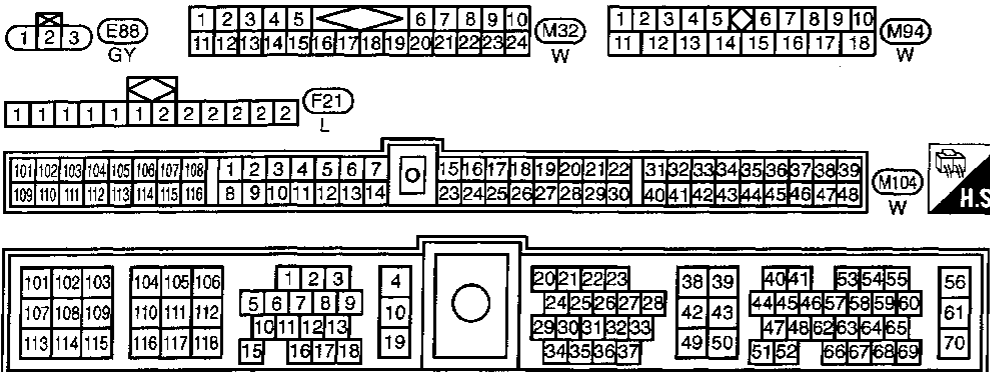 1 2 3 E88
GY
1 2 3 4 5 6 7 8 9 10
11 12 13 14 15 16 17 18 19 20 21 22 23 24
M32
W
1 2 3 4 5 6 7 8 9 10
11 12 13 14 15 16 17 18
M94
W
1 1 1 1 1 1 2 2 2 2 2 2 F21
L
101 102 103 104 105 106 107 108 1 2 3 4 5 6 7 15 16 17 18 19 20 21 22 31 32 33 34 35 36 37 38 39
109 110 111 112 113 114 115 116 8 9 10 11 12 13 14 23 24 25 26 27 28 29 30 40 41 42 43 44 45 46 47 48
M104
W
H.S
101 102 103 104 105 106 1 2 3 4 20 21 22 23 38 39 40 41 53 54 55 56
107 108 109 110 111 112 5 6 7 8 9 10 24 25 26 27 28 42 43 44 45 46 57 58 59 60 61
10 11 12 13 29 30 31 32 33 47 48 62 63 64 65
113 114 115 116 117 118 15 16 17 18 19 34 35 36 37 49 50 51 52 66 67 68 69 70